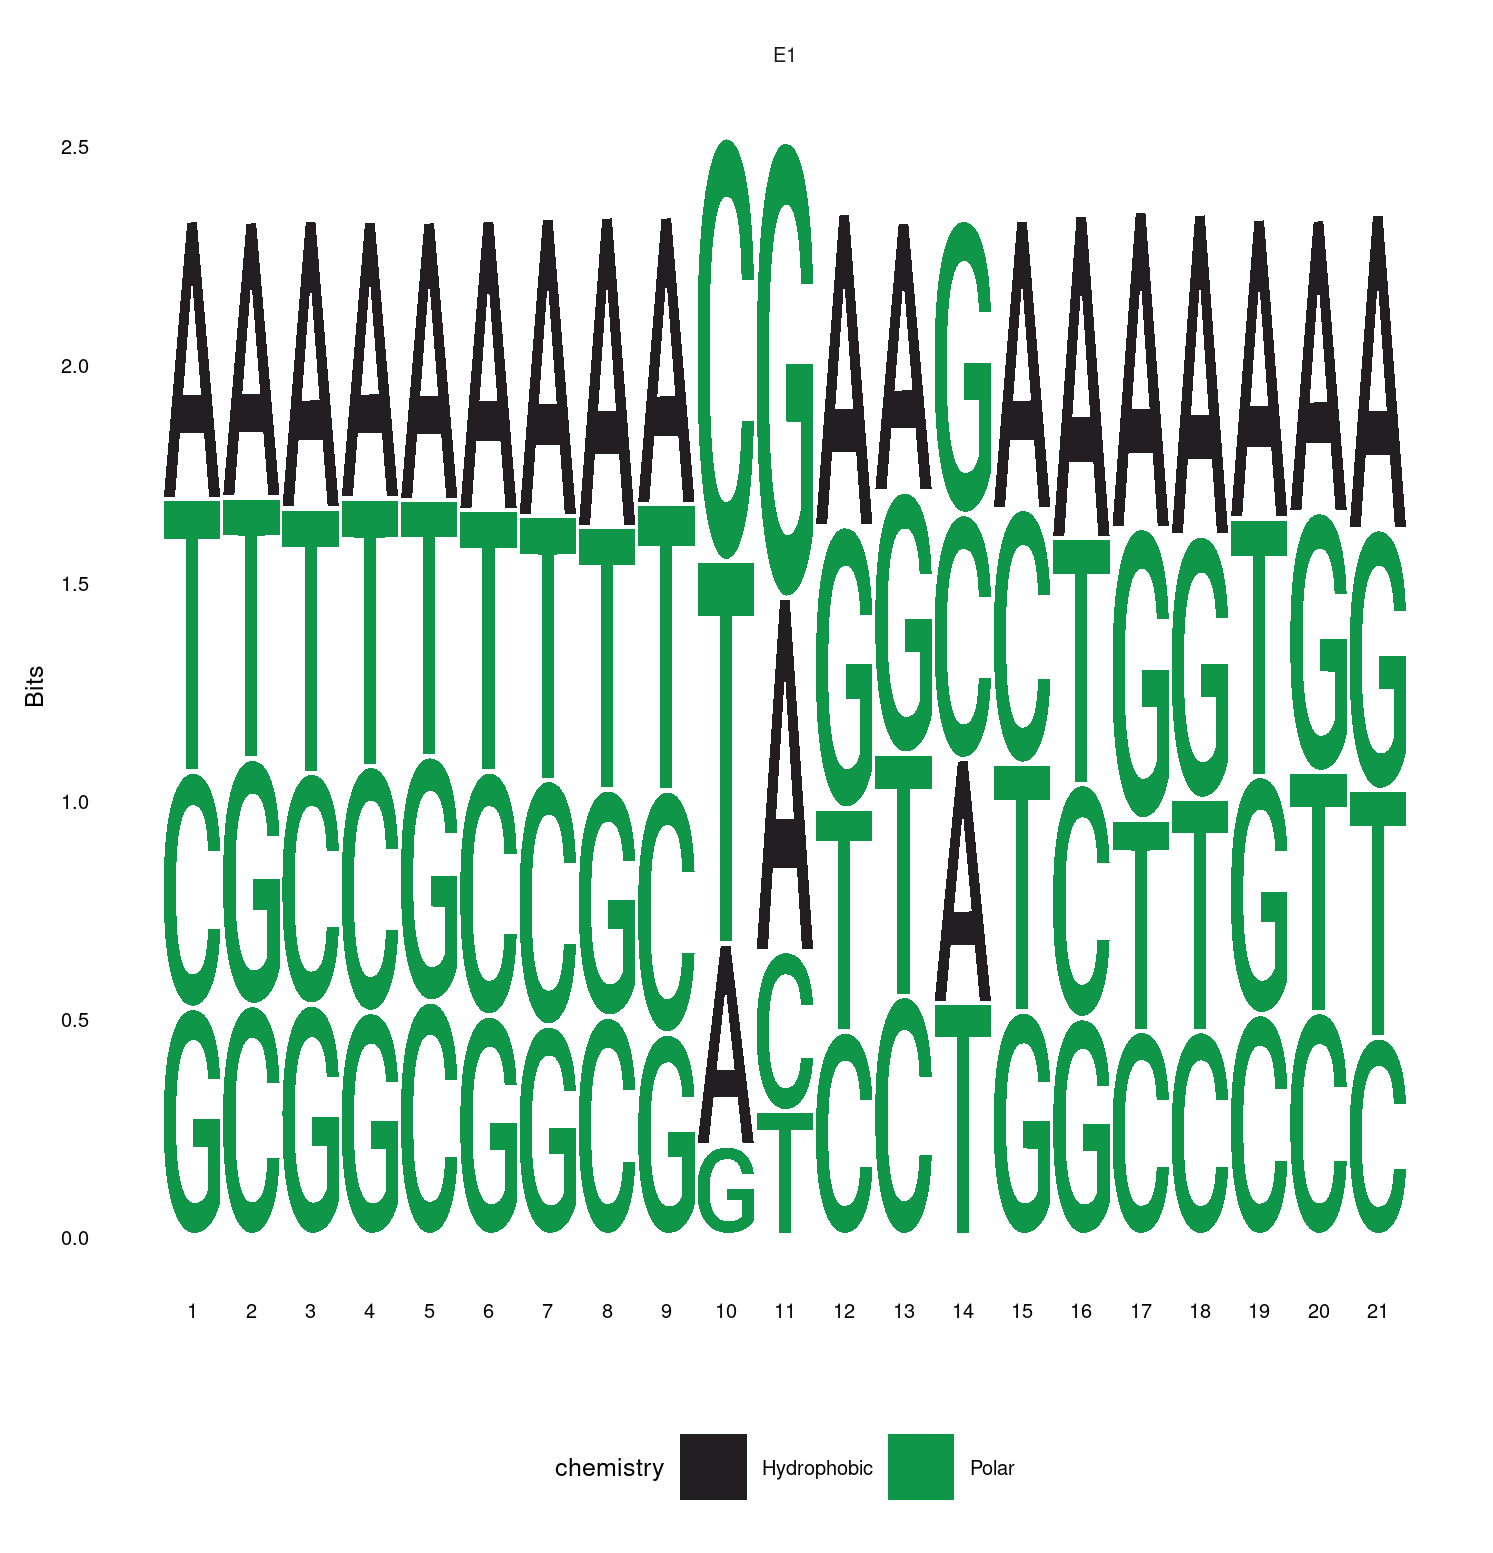 E1
2.5
2.0
1.5
1.0
0.5
0.0
Bits
A A A A A A A A A C G A A G A A A A A A A
T T T T T T T T T T A G G C C T G G T G G
C G C C G C C G C A C T T A T C T T G T T
G C G G C G G C G G T C C T G G C C C C C
1 2 3 4 5 6 7 8 9 10 11 12 13 14 15 16 17 18 19 20 21
chemistry Hydrophobic Polar